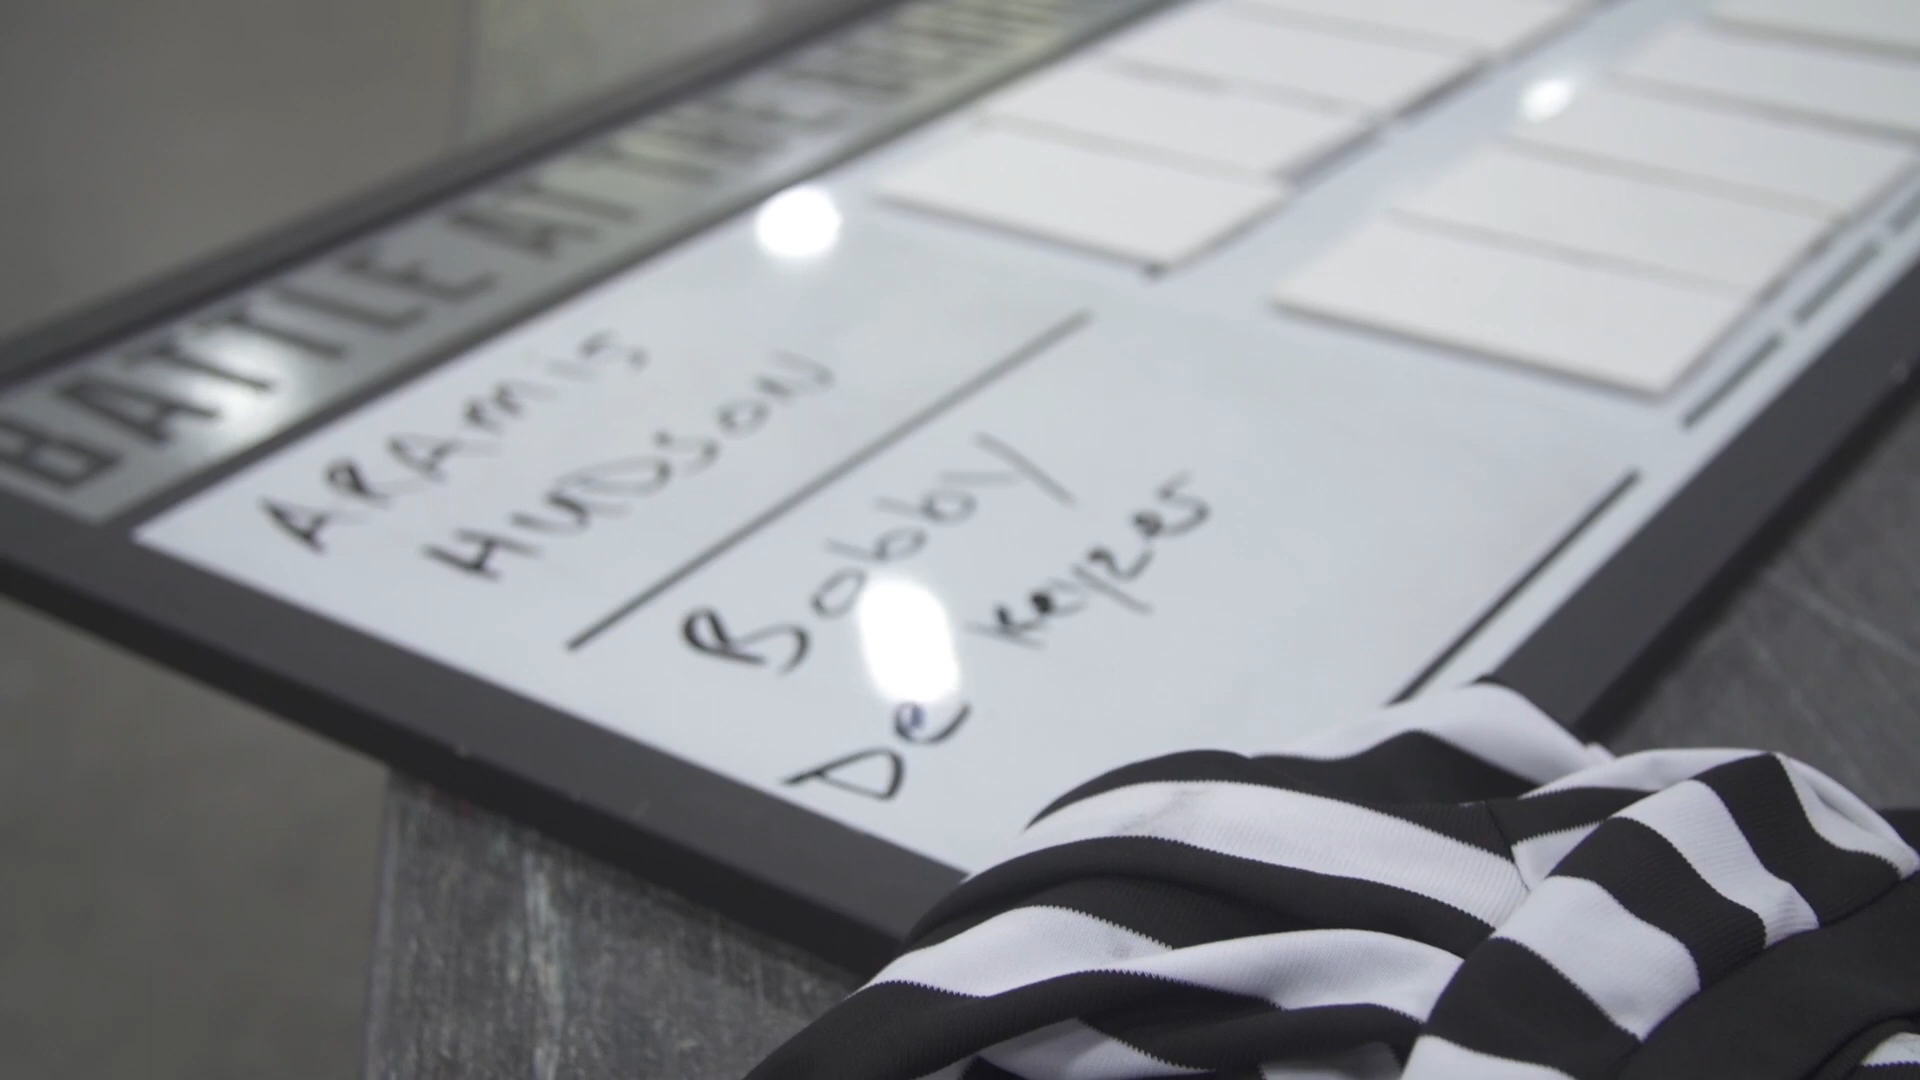 BATTLE AT THE
ARAmis
HUDSON
Bobby
De keyzer